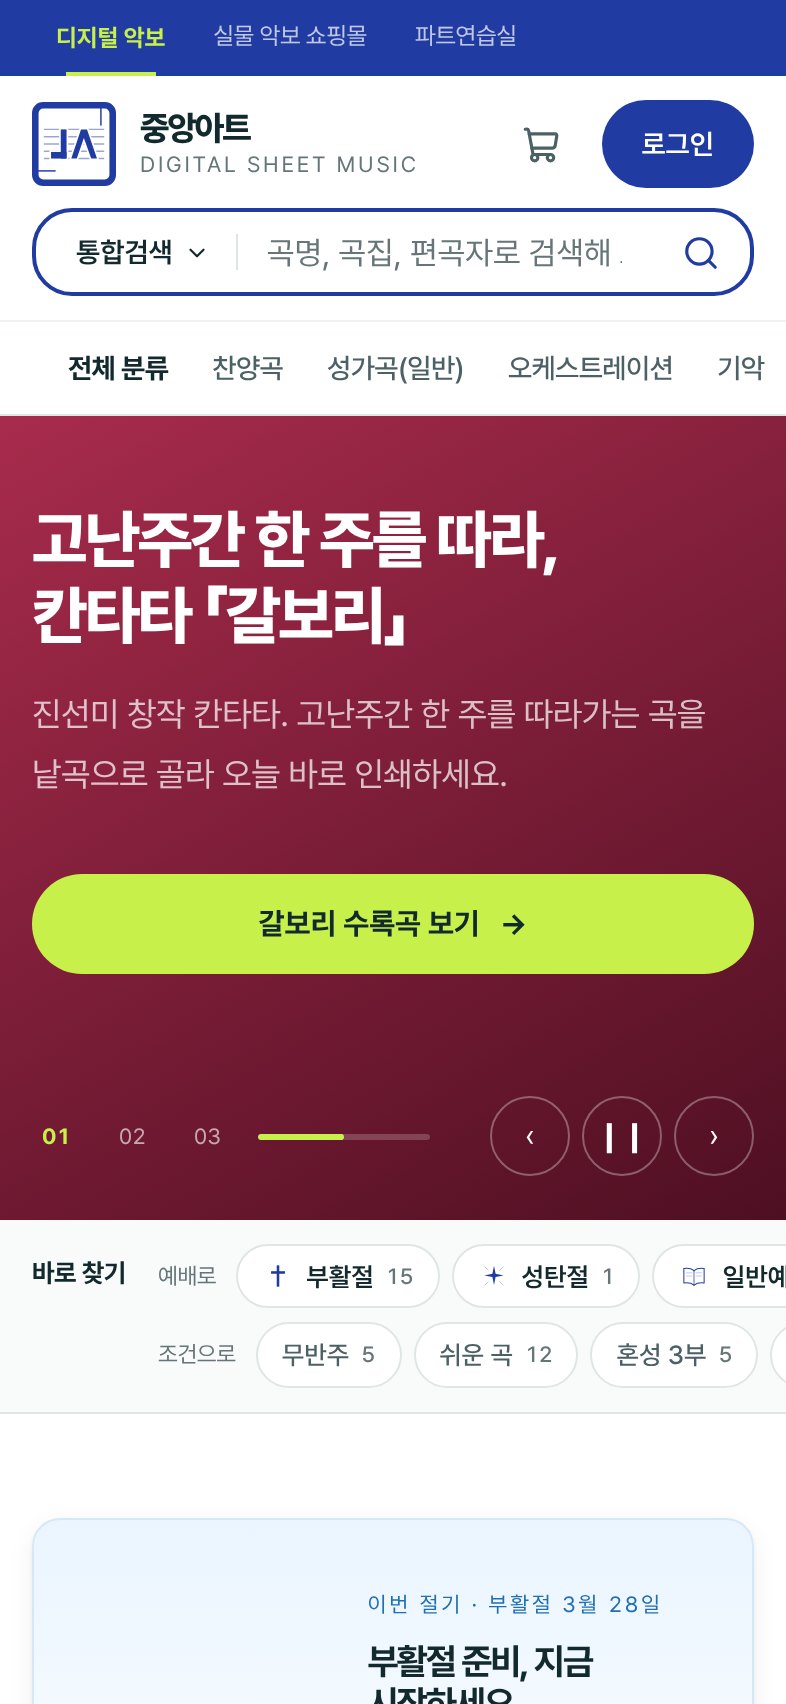 디지털 악보 실물 악보 쇼핑몰 파트연습실
JA
중앙아트
DIGITAL SHEET MUSIC
로그인
통합검색 곡명, 곡집, 편곡자로 검색해 .
전체 분류 찬양곡 성가곡(일반) 오케스트레이션 기악
고난주간 한 주를 따라,
칸타타 「갈보리」
진선미 창작 칸타타. 고난주간 한 주를 따라가는 곡을
낱곡으로 골라 오늘 바로 인쇄하세요.
갈보리 수록곡 보기 →
01 02 03
바로 찾기 예배로 부활절 15 성탄절 1 일반예
조건으로 무반주 5 쉬운 곡 12 혼성 3부 5
이번 절기 · 부활절 3월 28일
부활절 준비, 지금
시작하세요